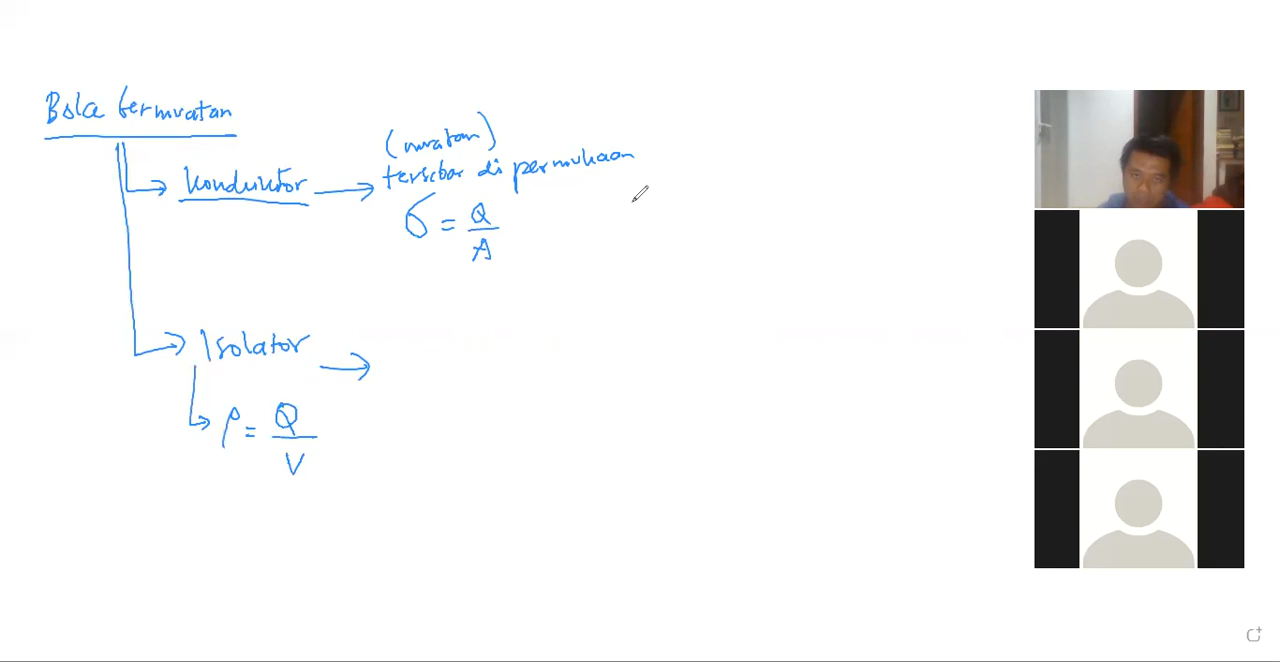 Bola bermuatan
(muatan)
Konduktor → tersebar di permukaan
σ = Q/A
Isolator →
ρ = Q/V